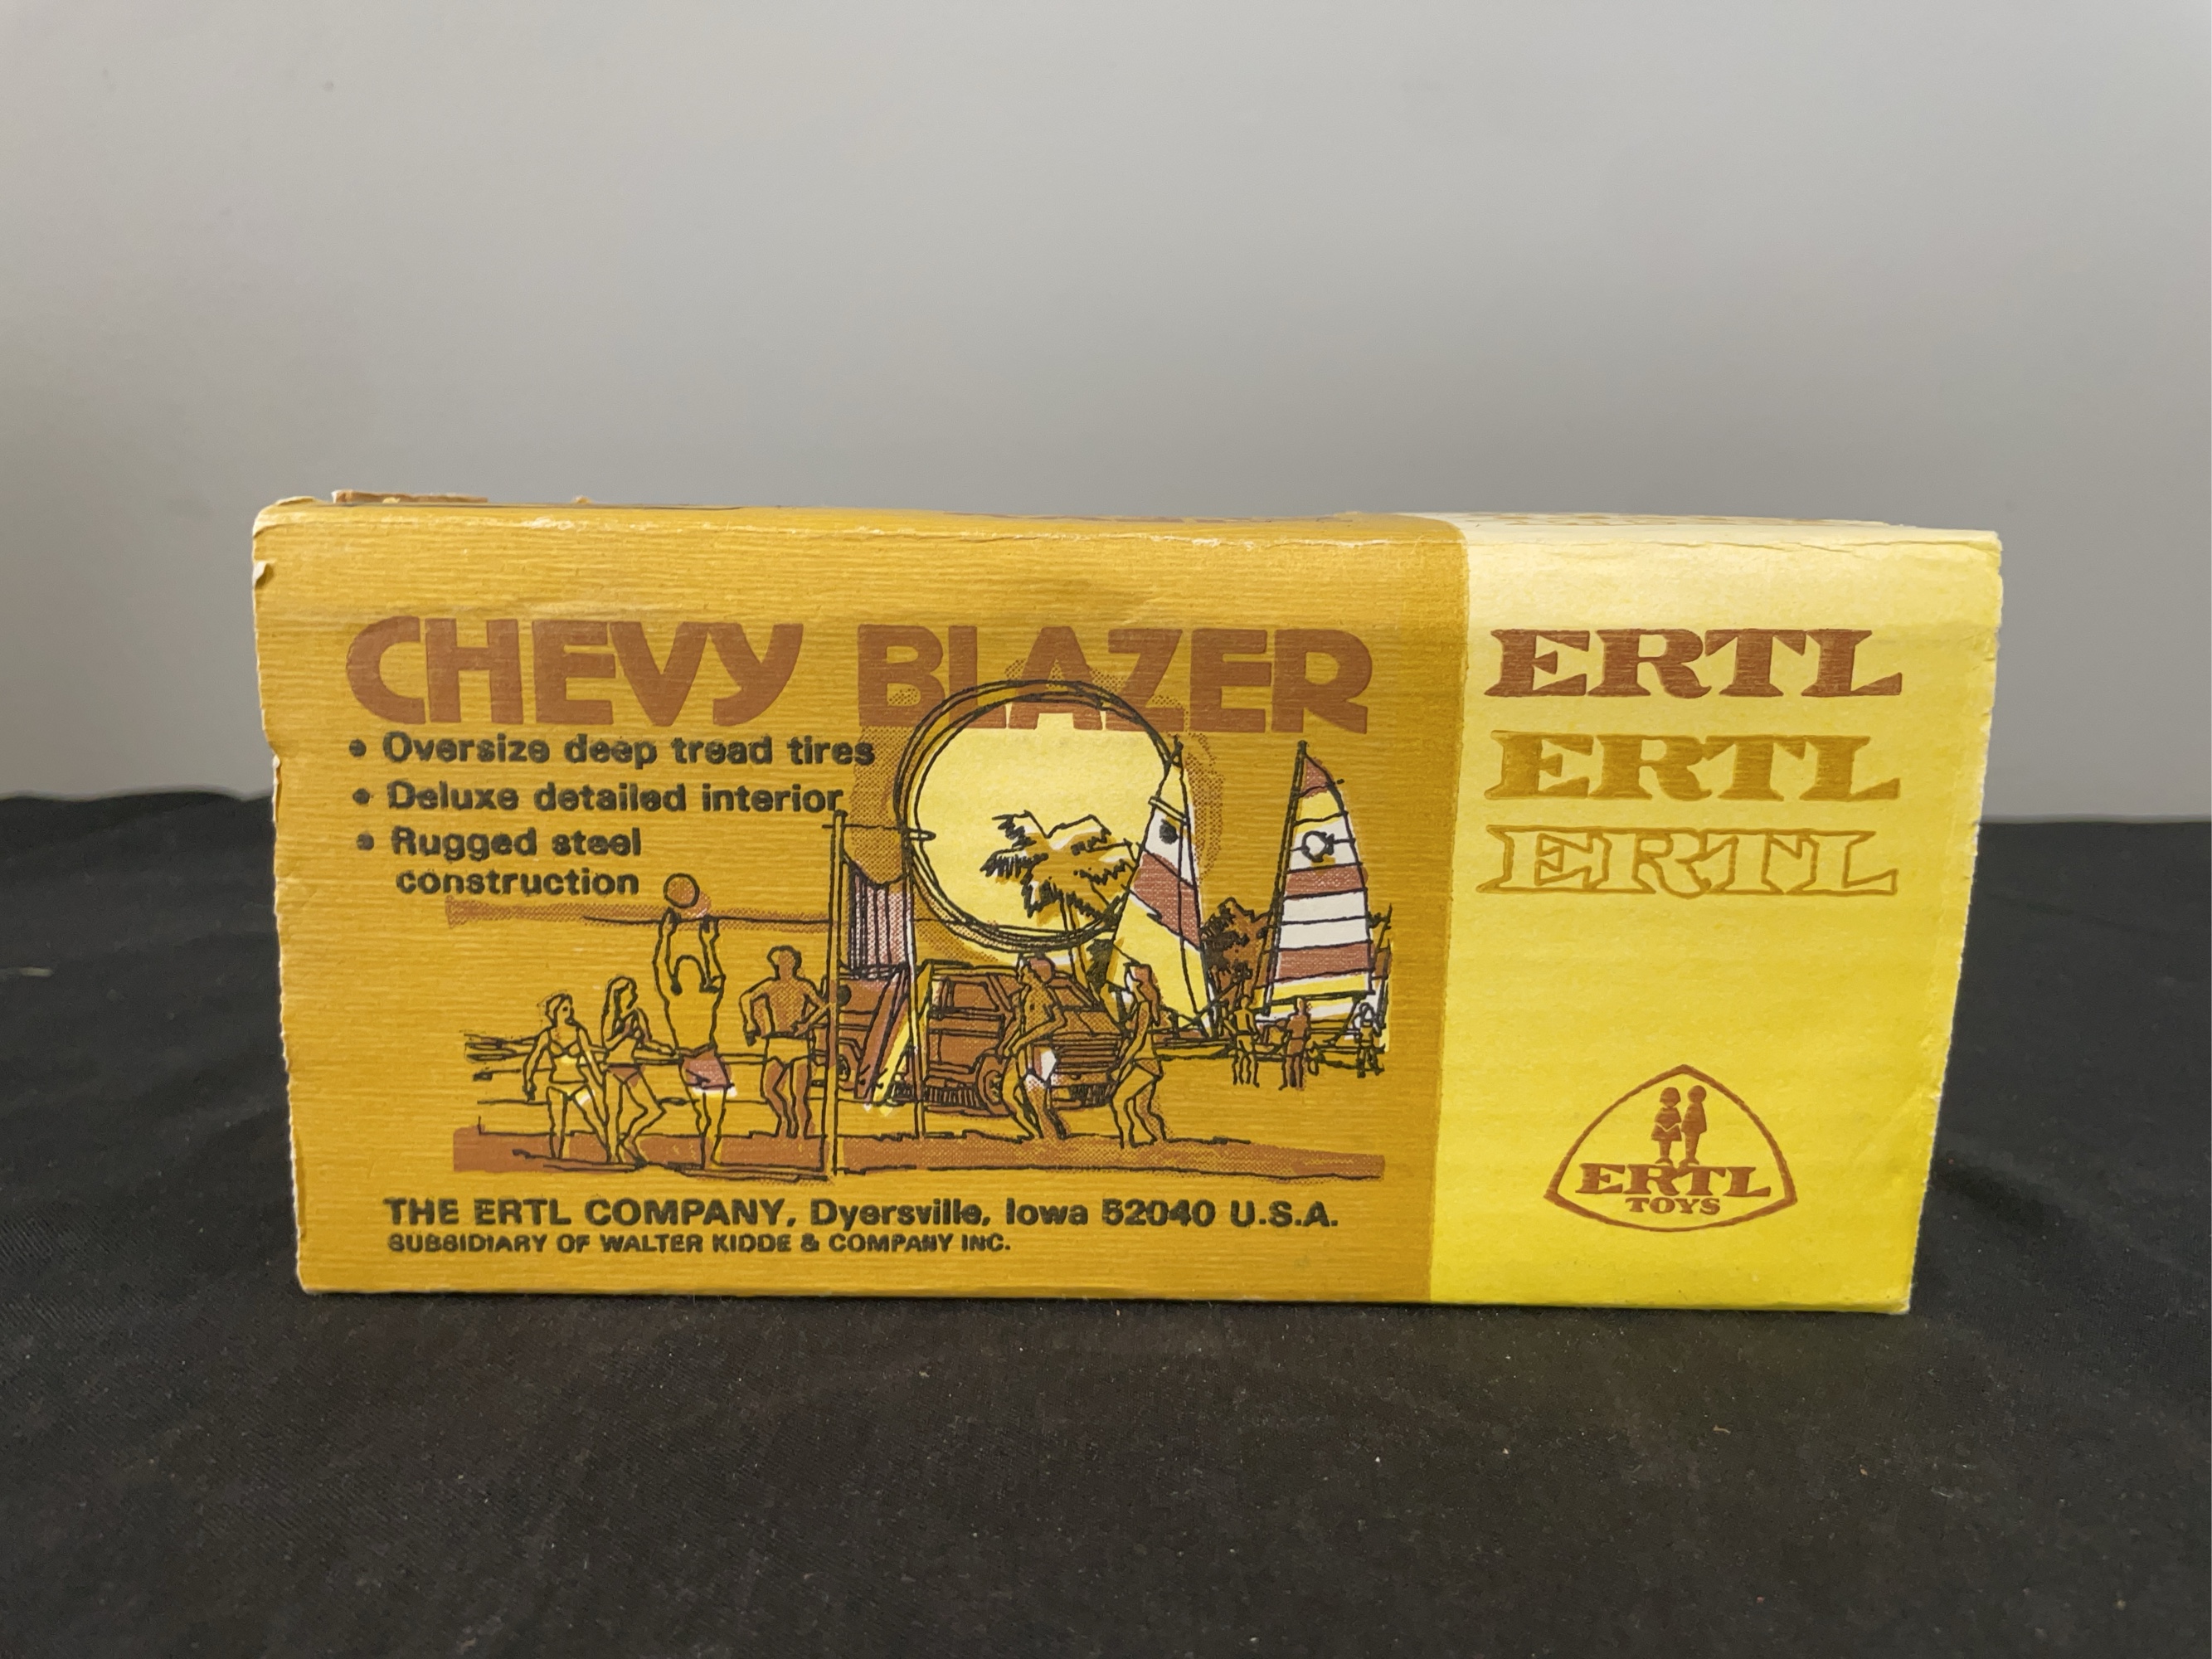 CHEVY BLAZER
• Oversize deep tread tires
• Deluxe detailed interior
• Rugged steel
construction
THE ERTL COMPANY, Dyersville, Iowa 52040 U.S.A.
SUBSIDIARY OF WALTER KIDDE & COMPANY INC.
ERTL
ERTL
ERTL
ERTL
TOYS